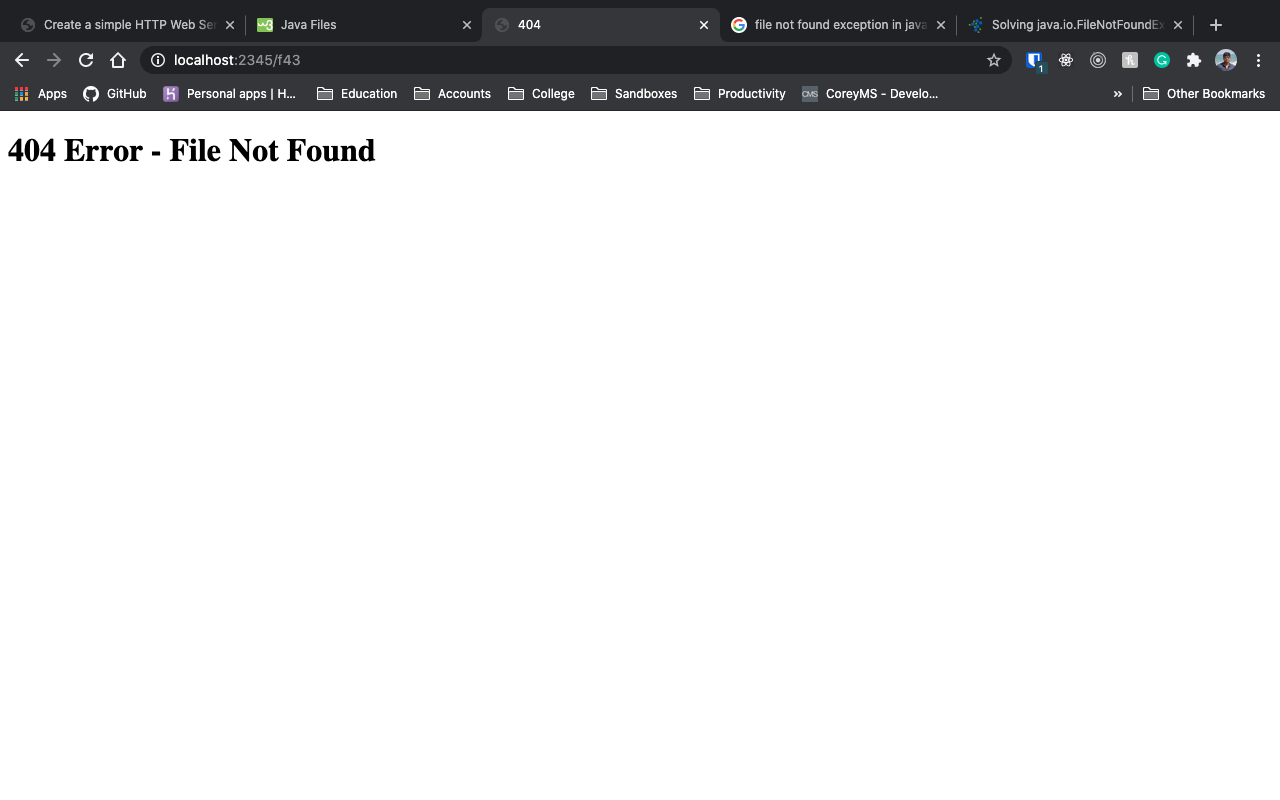 Create a simple HTTP Web Ser
Java Files
404
file not found exception in java
Solving java.io.FileNotFoundEx
localhost:2345/f43
1
Apps
GitHub
Personal apps | H...
Education
Accounts
College
Sandboxes
Productivity
CMS
CoreyMS - Develo...
»
Other Bookmarks
404 Error - File Not Found